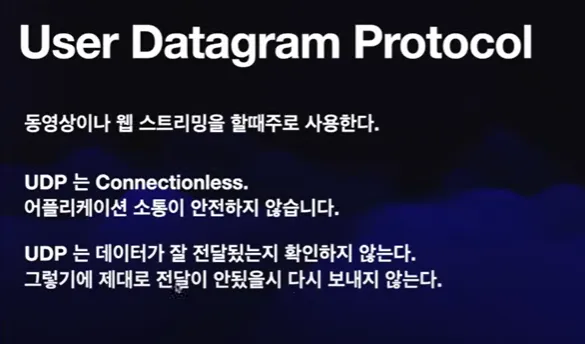 User Datagram Protocol
동영상이나 웹 스트리밍을 할때주로 사용한다.
UDP 는 Connectionless.
어플리케이션 소통이 안전하지 않습니다.
UDP 는 데이터가 잘 전달됬는지 확인하지 않는다.
그렇기에 제대로 전달이 안됬을시 다시 보내지 않는다.